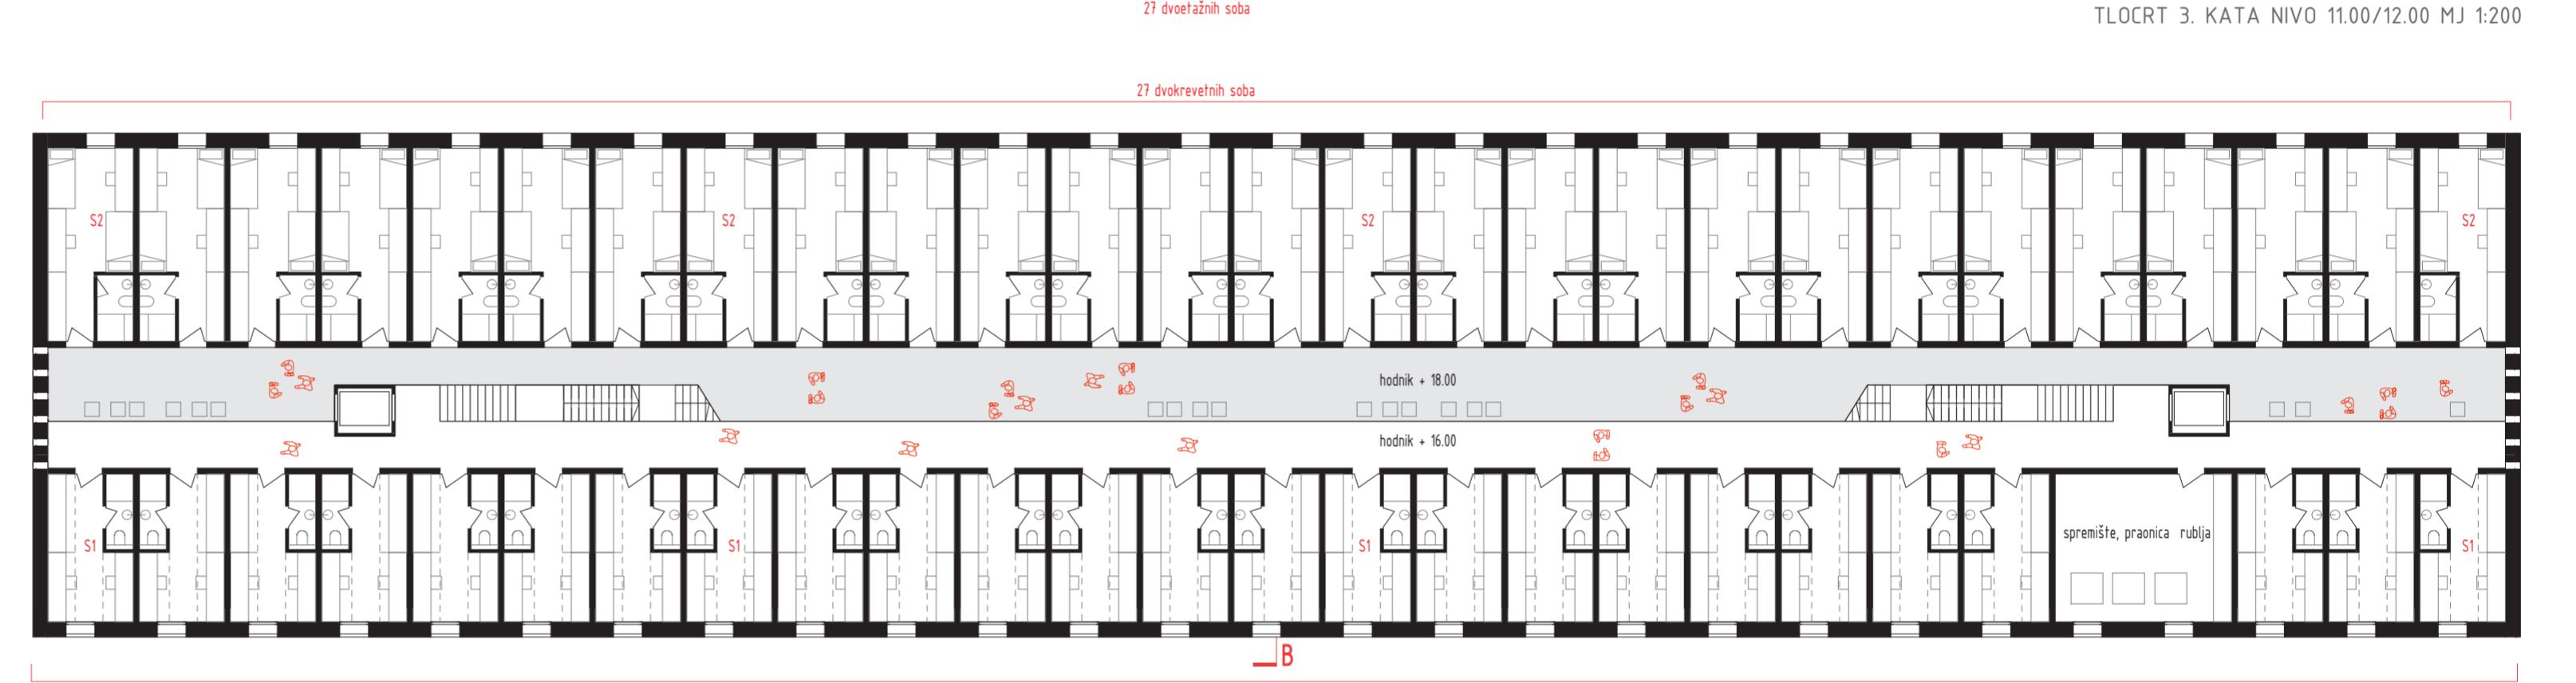 27 dvoetažnih soba
TLOCRT 3. KATA NIVO 11.00/12.00 MJ 1:200
27 dvokrevetnih soba
S2 S2 S2 S2
hodnik + 18.00
hodnik + 16.00
spremište, praonica rublja
S1 S1 S1 S1
B